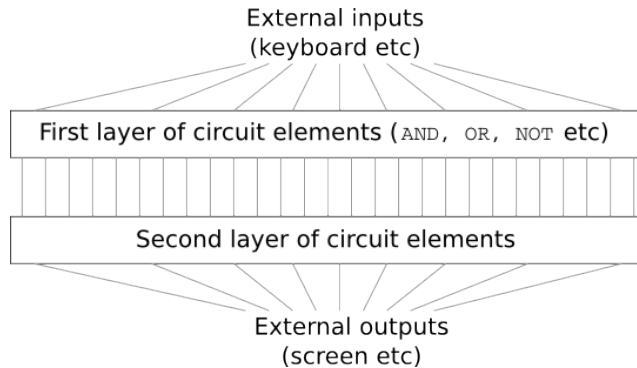 External inputs
(keyboard etc)
First layer of circuit elements (AND, OR, NOT etc)
Second layer of circuit elements
External outputs
(screen etc)